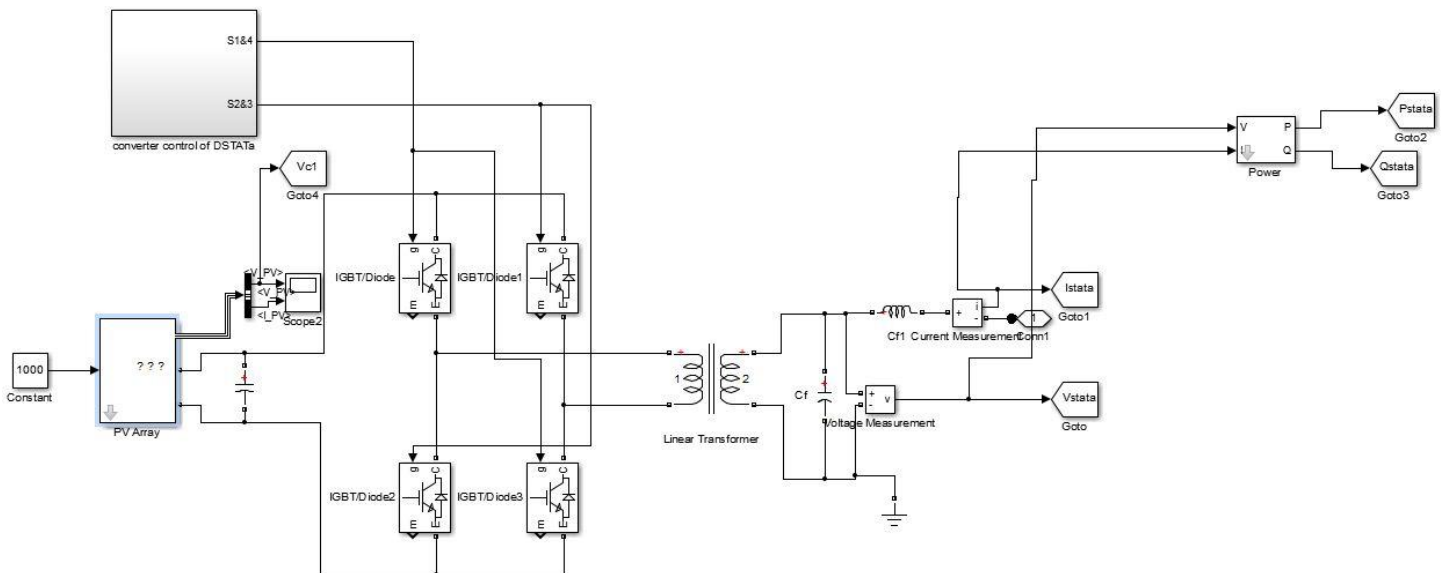 S1&4
S2&3
converter control of DSTATa
Vc1
Goto4
<V_PV>
<V_PV>
<I_PV>
Scope2
1000
Constant
? ? ?
PV Array
g
C
m
E
IGBT/Diode
g
C
m
E
IGBT/Diode1
g
C
m
E
IGBT/Diode2
g
C
m
E
IGBT/Diode3
+
+
1
2
+
Linear Transformer
+
Cf
+
Cf1
+
-
i
Current Measurement
1
Conn1
+
-
v
Voltage Measurement
V
I
P
Q
Power
Pstata
Goto2
Qstata
Goto3
Istata
Goto1
Vstata
Goto